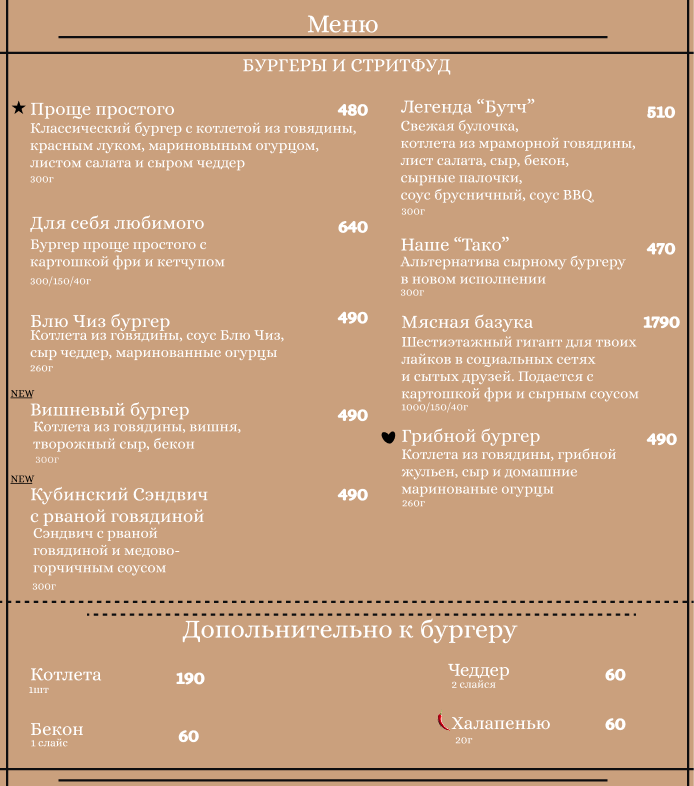 Меню
БУРГЕРЫ И СТРИТФУД
Проще простого 480
Классический бургер с котлетой из говядины,
красным луком, мариновыным огурцом,
листом салата и сыром чеддер
300г
Для себя любимого 640
Бургер проще простого с
картошкой фри и кетчупом
300/150/40г
Блю Чиз бургер 490
Котлета из говядины, соус Блю Чиз,
сыр чеддер, маринованные огурцы
260г
NEW
Вишневый бургер 490
Котлета из говядины, вишня,
творожный сыр, бекон
300г
NEW
Кубинский Сэндвич 490
с рваной говядиной
Сэндвич с рваной
говядиной и медово-
горчичным соусом
300г
Легенда “Бутч” 510
Свежая булочка,
котлета из мраморной говядины,
лист салата, сыр, бекон,
сырные палочки,
соус брусничный, соус BBQ
300г
Наше “Тако” 470
Альтернатива сырному бургеру
в новом исполнении
300г
Мясная базука 1790
Шестиэтажный гигант для твоих
лайков в социальных сетях
и сытых друзей. Подается с
картошкой фри и сырным соусом
1000/150/40г
Грибной бургер 490
Котлета из говядины, грибной
жульен, сыр и домашние
маринованые огурцы
260г
Допольнительно к бургеру
Котлета 190
1шт
Бекон 60
1 слайс
Чеддер 60
2 слайся
Халапенью 60
20г